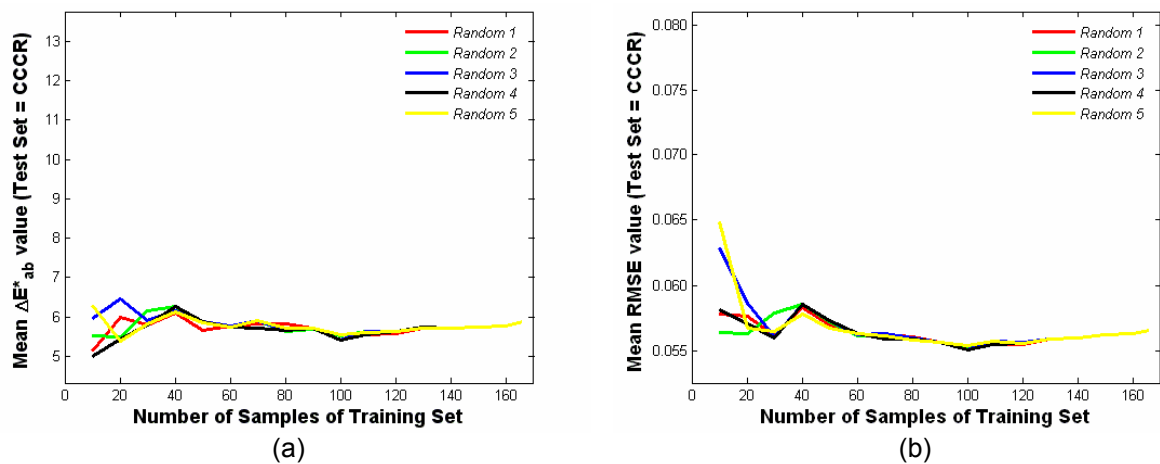 Mean ΔE*ab value (Test Set = CCCR)
13
12
11
10
9
8
7
6
5
Random 1
Random 2
Random 3
Random 4
Random 5
0 20 40 60 80 100 120 140 160
Number of Samples of Training Set
(a)
Mean RMSE value (Test Set = CCCR)
0.080
0.075
0.070
0.065
0.060
0.055
Random 1
Random 2
Random 3
Random 4
Random 5
0 20 40 60 80 100 120 140 160
Number of Samples of Training Set
(b)